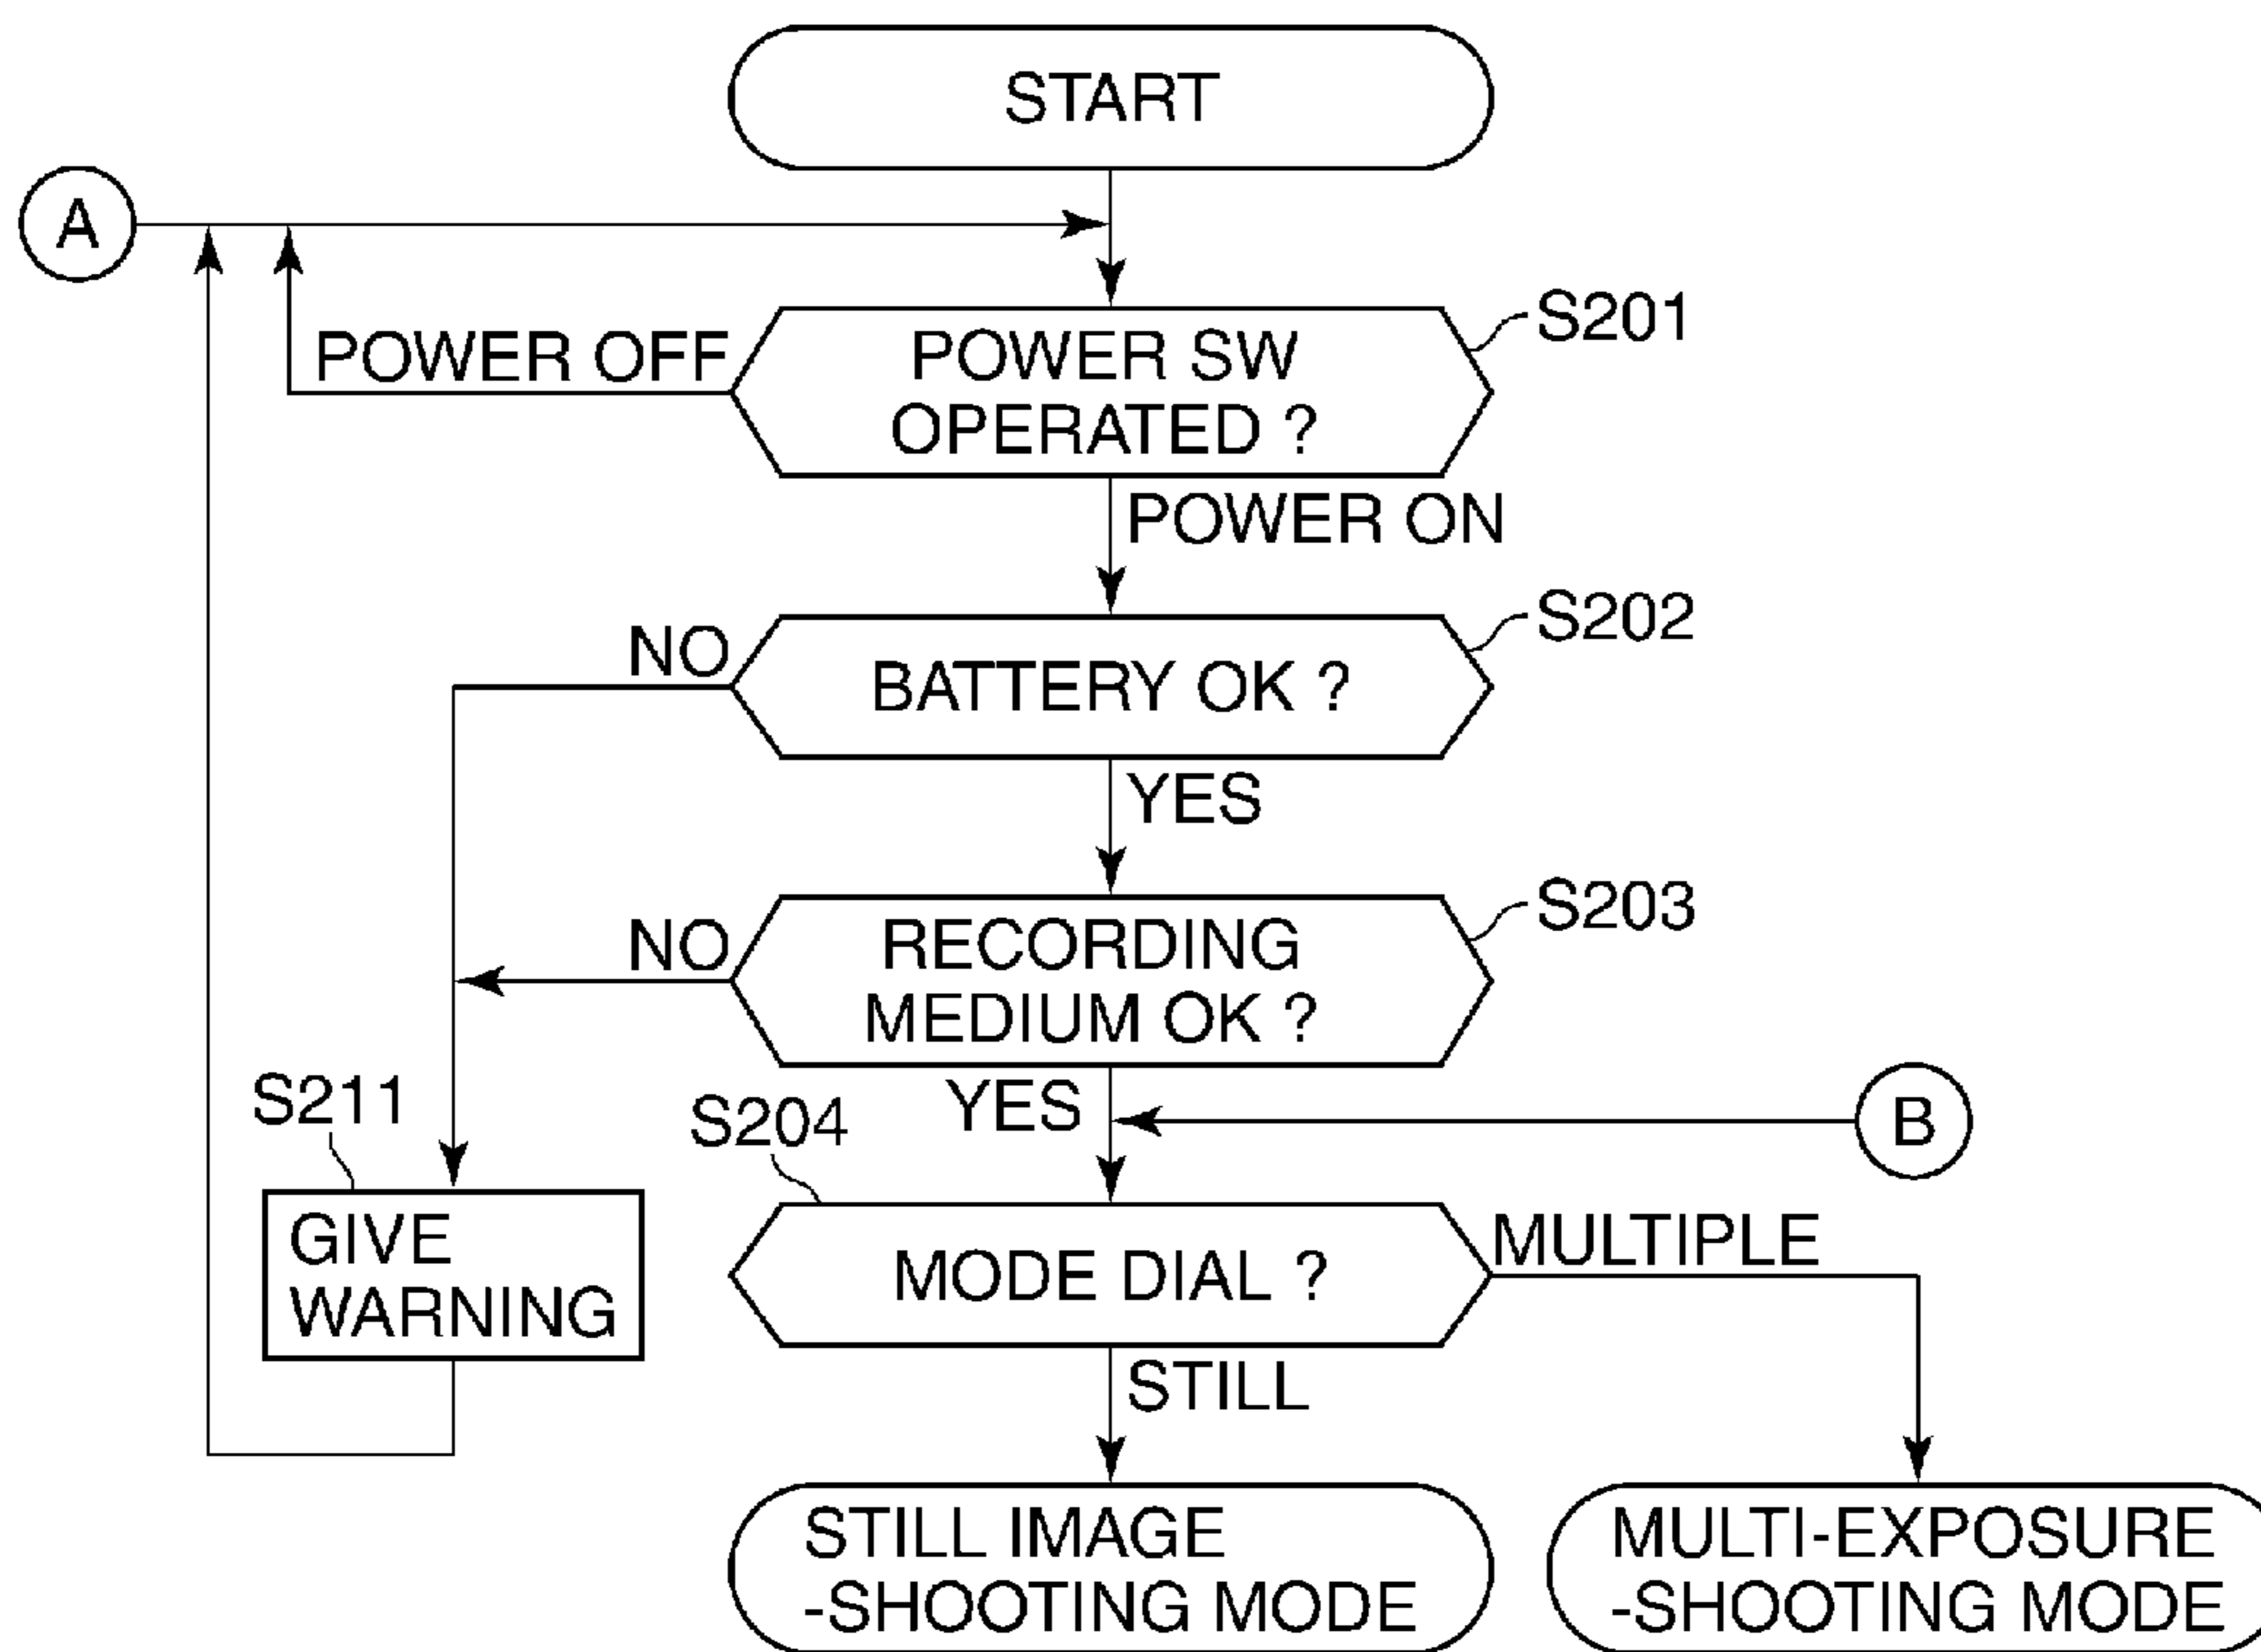 START
A
S201
POWER OFF
POWER SW
OPERATED ?
POWER ON
S202
NO
BATTERY OK ?
YES
S203
NO
RECORDING
MEDIUM OK ?
S211
S204
YES
B
GIVE
WARNING
MODE DIAL ?
MULTIPLE
STILL
STILL IMAGE
-SHOOTING MODE
MULTI-EXPOSURE
-SHOOTING MODE